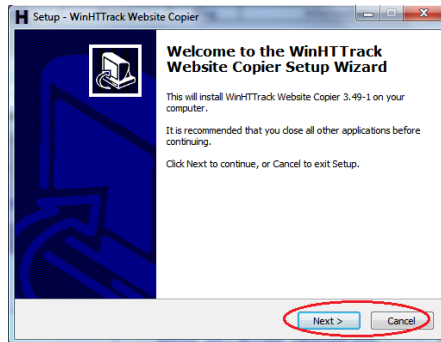 H Setup - WinHTTrack Website Copier
Welcome to the WinHTTrack
Website Copier Setup Wizard
This will install WinHTTrack Website Copier 3.49-1 on your
computer.
It is recommended that you close all other applications before
continuing.
Click Next to continue, or Cancel to exit Setup.
Next >
Cancel